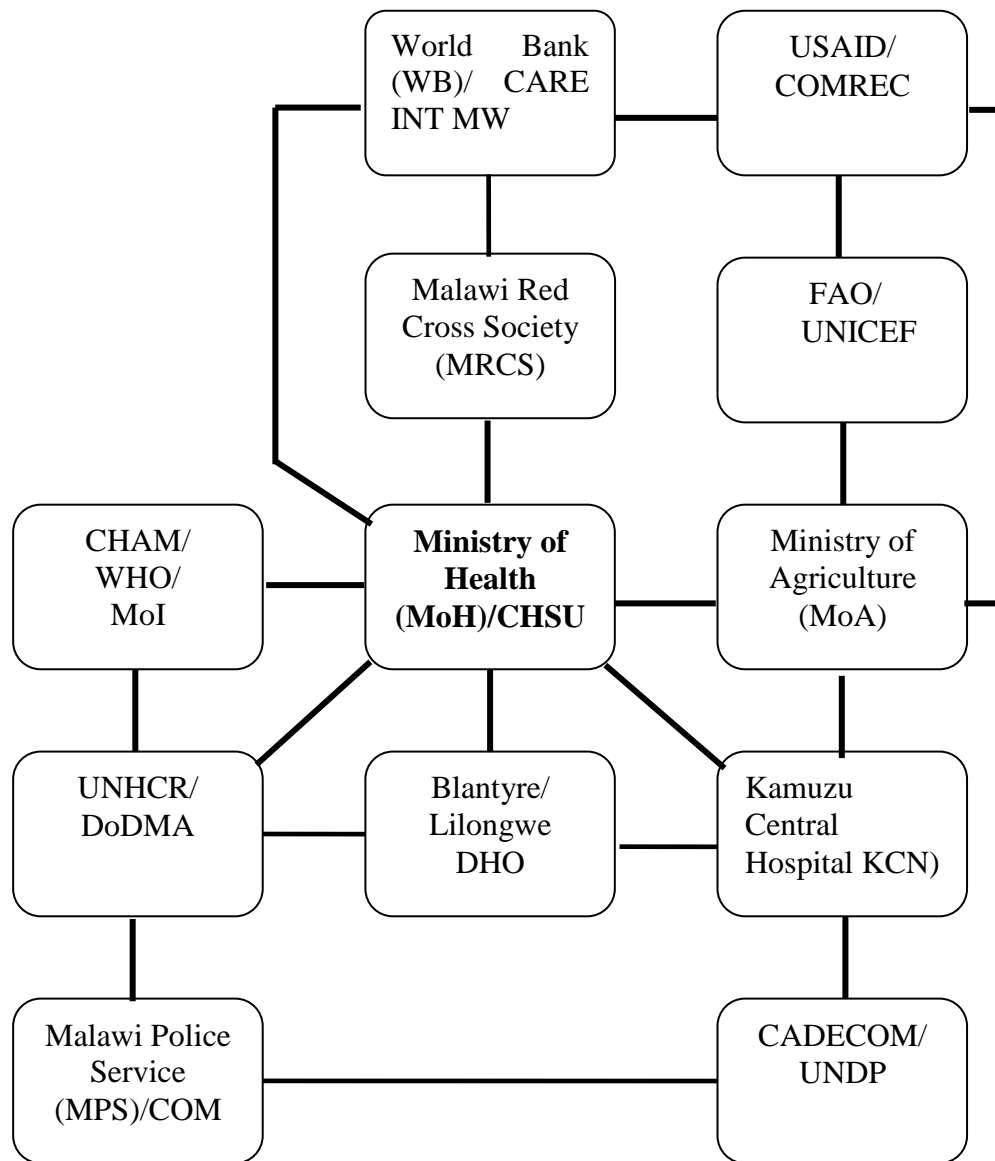 World Bank
(WB)/ CARE
INT MW
USAID/
COMREC
Malawi Red
Cross Society
(MRCS)
FAO/
UNICEF
CHAM/
WHO/
MoI
Ministry of
Health
(MoH)/CHSU
Ministry of
Agriculture
(MoA)
UNHCR/
DoDMA
Blantyre/
Lilongwe
DHO
Kamuzu
Central
Hospital KCN)
Malawi Police
Service
(MPS)/COM
CADECOM/
UNDP